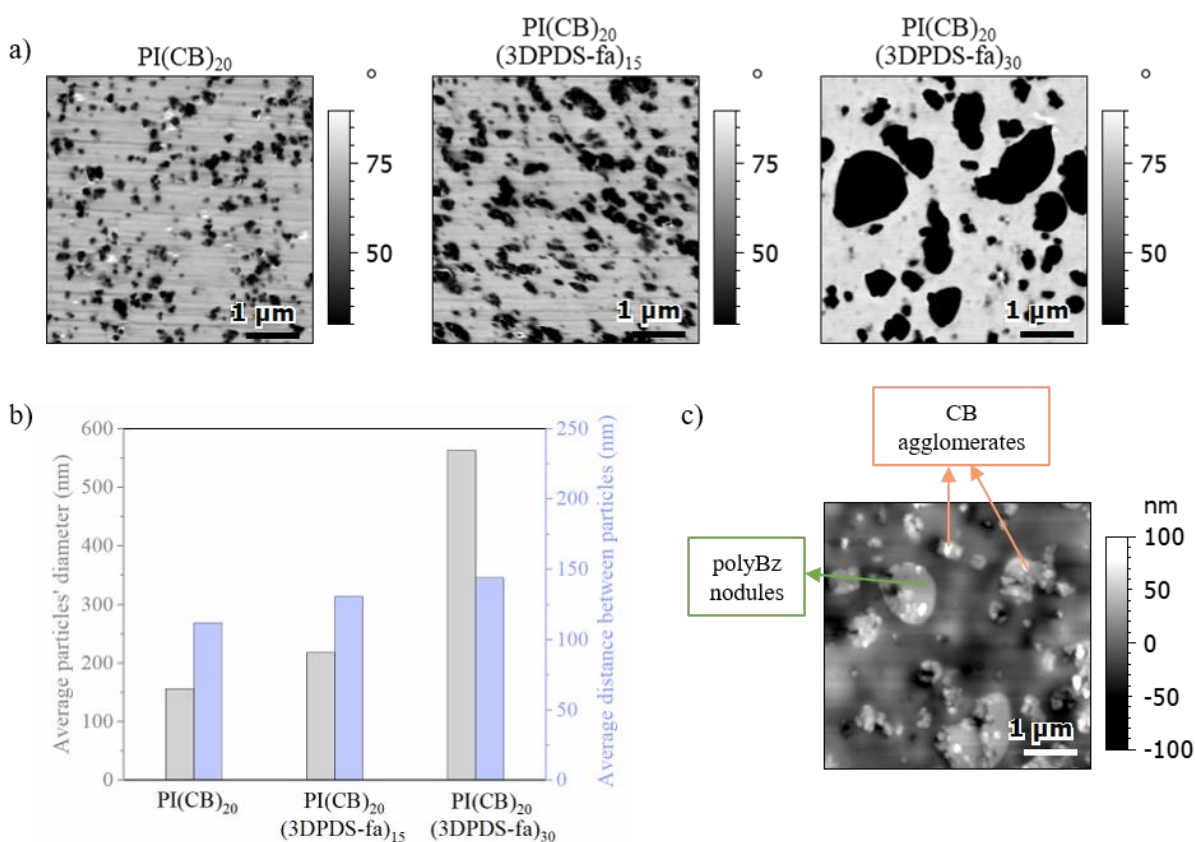 a)
PI(CB)20
°
75
50
1 µm
PI(CB)20
(3DPDS-fa)15
°
75
50
1 µm
PI(CB)20
(3DPDS-fa)30
°
75
50
1 µm
b)
Average particles' diameter (nm)
600
500
400
300
200
100
0
250
200
150
100
50
0
Average distance between particles (nm)
PI(CB)20
PI(CB)20
(3DPDS-fa)15
PI(CB)20
(3DPDS-fa)30
c)
CB
agglomerates
polyBz
nodules
nm
100
50
0
-50
-100
1 µm